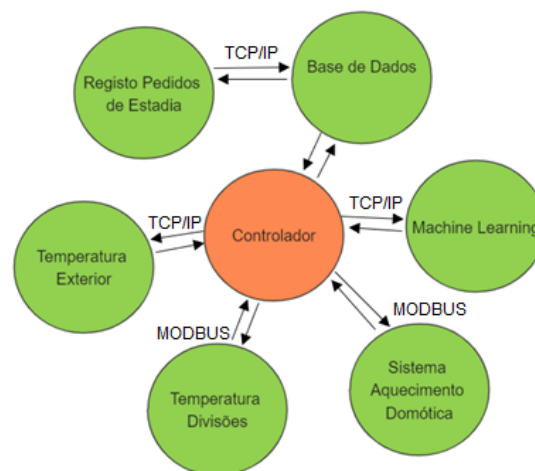 TCP/IP
Registo Pedidos
de Estadia
Base de Dados
TCP/IP
Temperatura
Exterior
Controlador
TCP/IP
Machine Learning
MODBUS
Temperatura
Divisões
MODBUS
Sistema
Aquecimento
Domótica